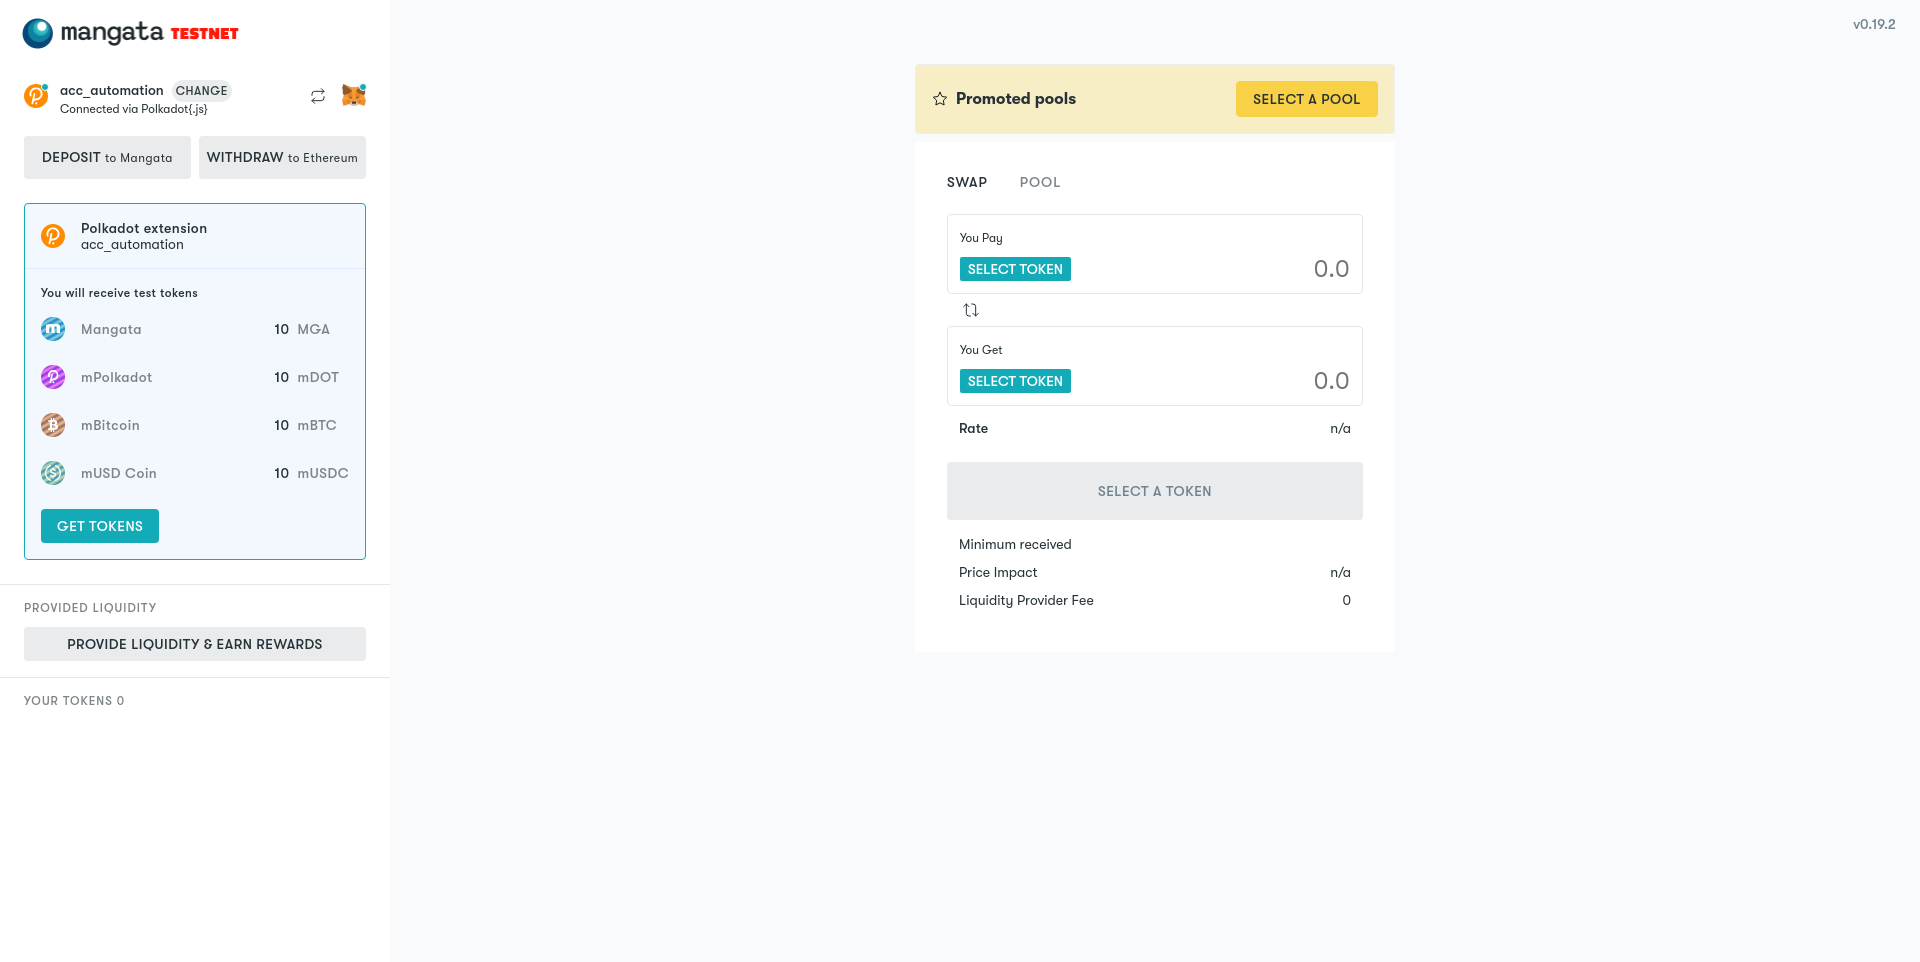 mangata TESTNET
v0.19.2
acc_automation CHANGE
Connected via Polkadot{.js}
DEPOSIT to Mangata
WITHDRAW to Ethereum
Polkadot extension
acc_automation
You will receive test tokens
Mangata 10 MGA
mPolkadot 10 mDOT
mBitcoin 10 mBTC
mUSD Coin 10 mUSDC
GET TOKENS
PROVIDED LIQUIDITY
PROVIDE LIQUIDITY & EARN REWARDS
YOUR TOKENS 0
Promoted pools
SELECT A POOL
SWAP POOL
You Pay
SELECT TOKEN 0.0
You Get
SELECT TOKEN 0.0
Rate n/a
SELECT A TOKEN
Minimum received
Price Impact n/a
Liquidity Provider Fee 0